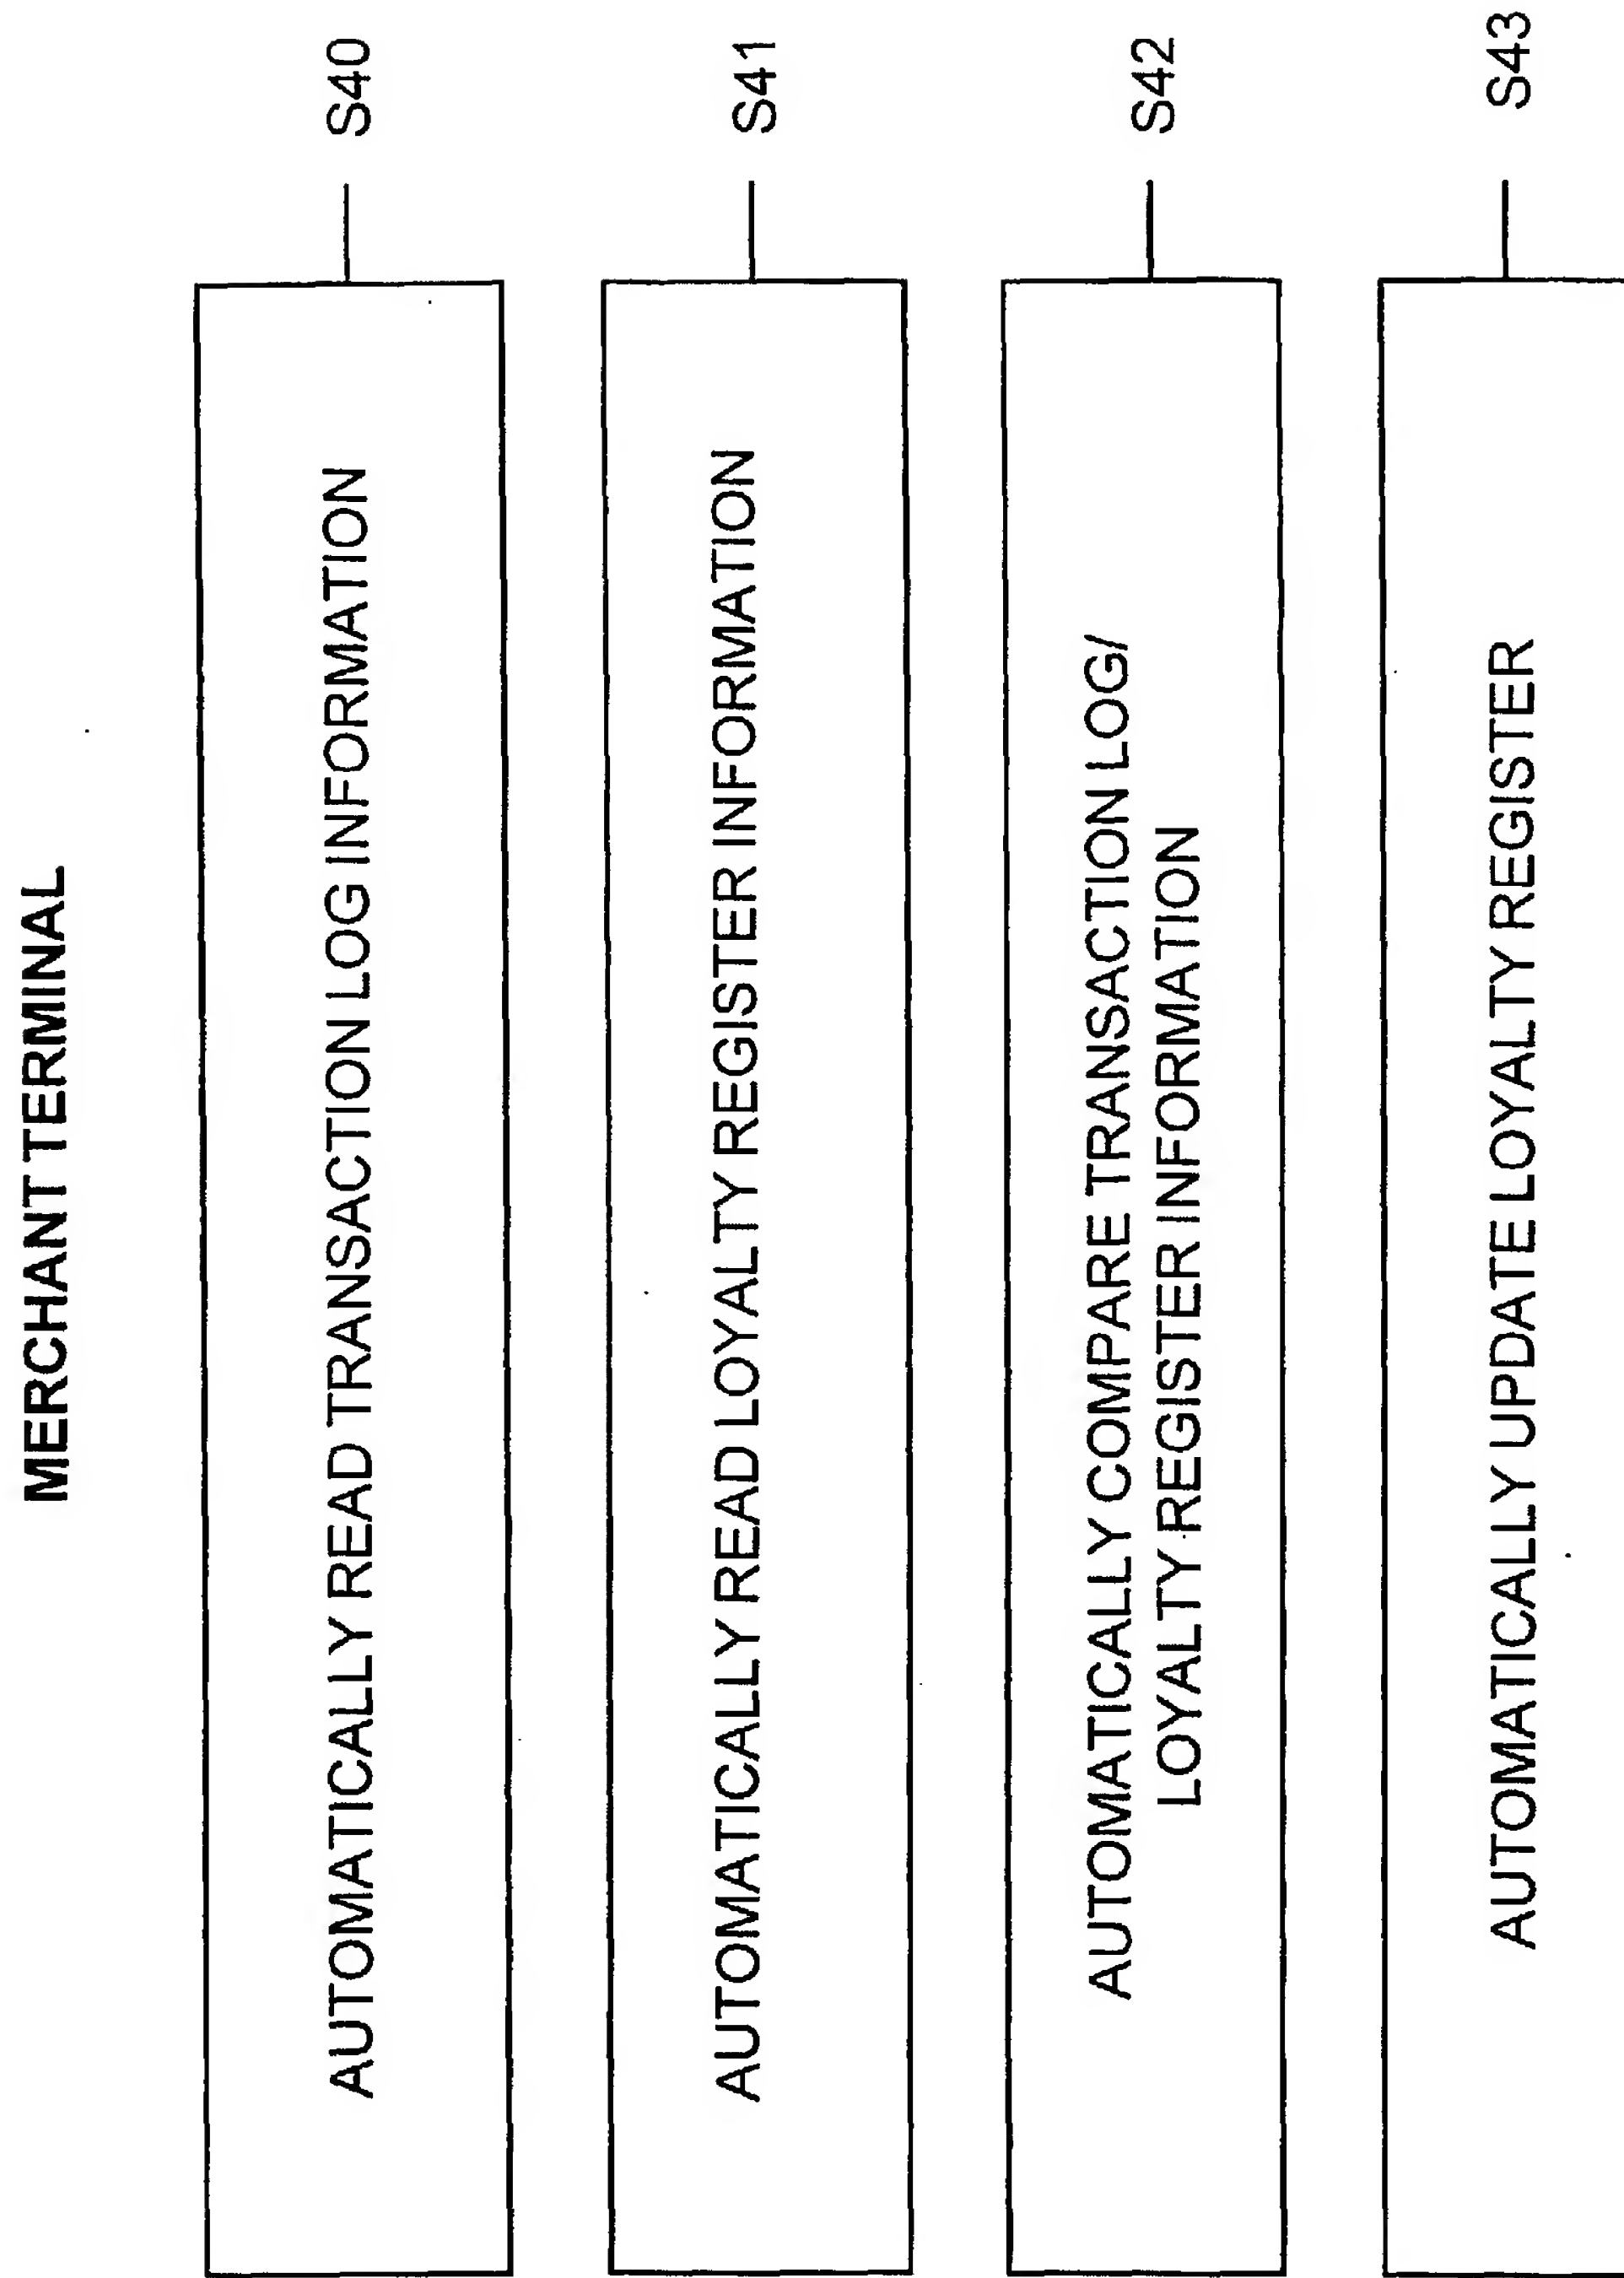 MERCHANT TERMINAL
AUTOMATICALLY READ TRANSACTION LOG INFORMATION
S40
AUTOMATICALLY READ LOYALTY REGISTER INFORMATION
S41
AUTOMATICALLY COMPARE TRANSACTION LOG/
LOYALTY REGISTER INFORMATION
S42
AUTOMATICALLY UPDATE LOYALTY REGISTER
S43